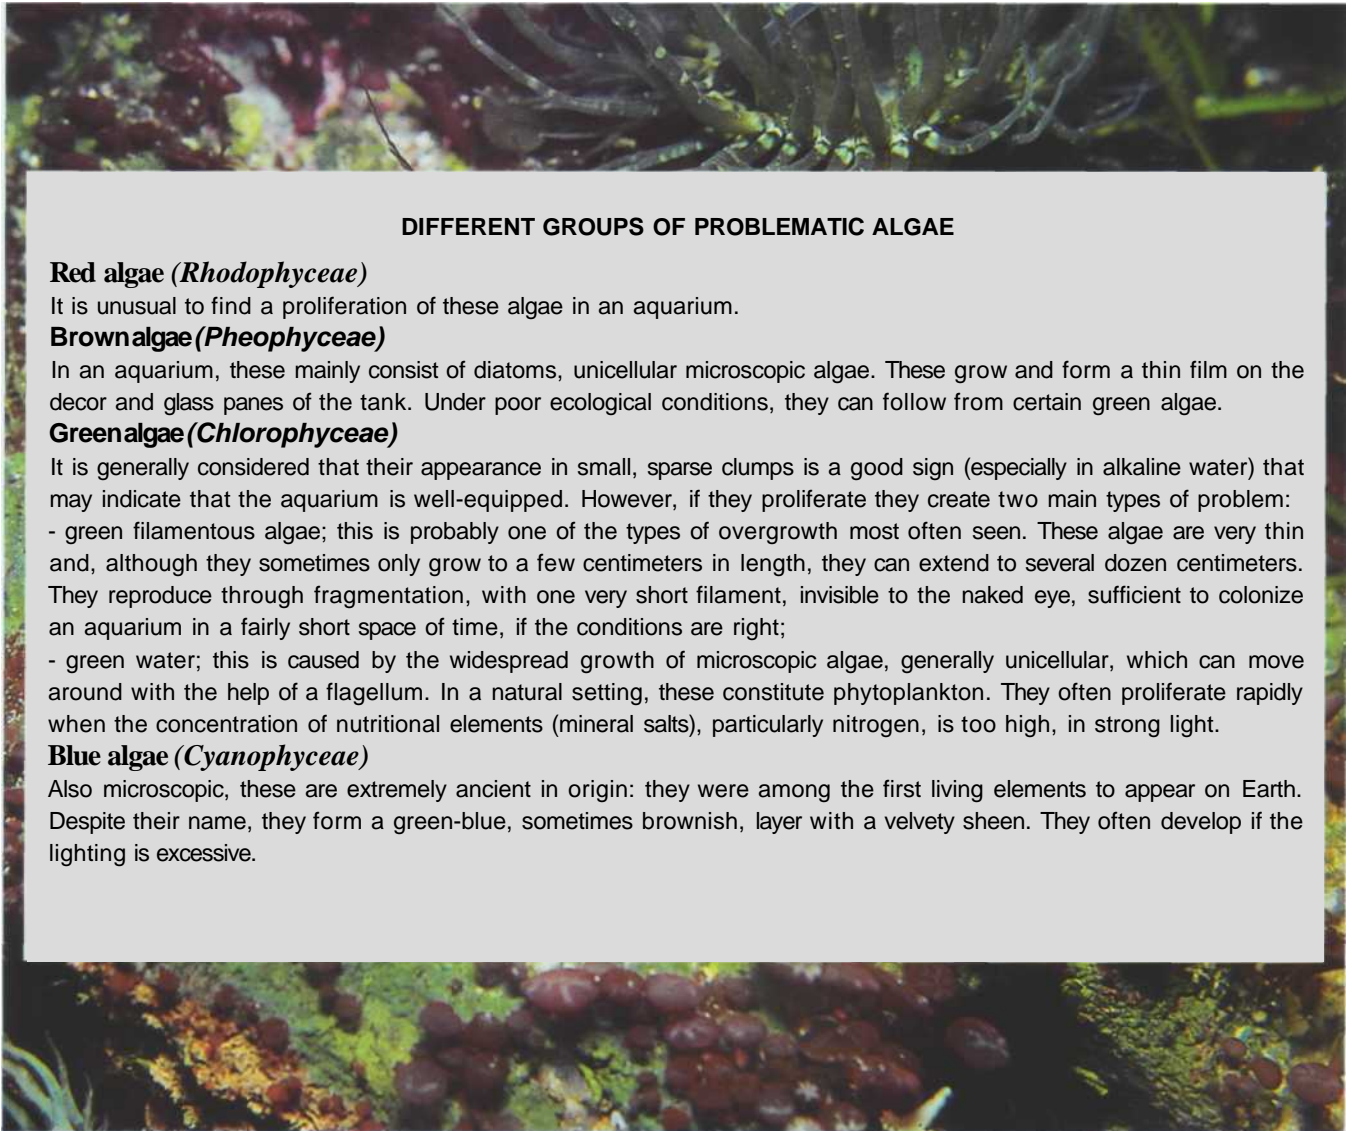 DIFFERENT GROUPS OF PROBLEMATIC ALGAE
Red algae (Rhodophyceae)
It is unusual to find a proliferation of these algae in an aquarium.
Brown algae (Pheophyceae)
In an aquarium, these mainly consist of diatoms, unicellular microscopic algae. These grow and form a thin film on the
decor and glass panes of the tank. Under poor ecological conditions, they can follow from certain green algae.
Green algae (Chlorophyceae)
It is generally considered that their appearance in small, sparse clumps is a good sign (especially in alkaline water) that
may indicate that the aquarium is well-equipped. However, if they proliferate they create two main types of problem:
- green filamentous algae; this is probably one of the types of overgrowth most often seen. These algae are very thin
and, although they sometimes only grow to a few centimeters in length, they can extend to several dozen centimeters.
They reproduce through fragmentation, with one very short filament, invisible to the naked eye, sufficient to colonize
an aquarium in a fairly short space of time, if the conditions are right;
- green water; this is caused by the widespread growth of microscopic algae, generally unicellular, which can move
around with the help of a flagellum. In a natural setting, these constitute phytoplankton. They often proliferate rapidly
when the concentration of nutritional elements (mineral salts), particularly nitrogen, is too high, in strong light.
Blue algae (Cyanophyceae)
Also microscopic, these are extremely ancient in origin: they were among the first living elements to appear on Earth.
Despite their name, they form a green-blue, sometimes brownish, layer with a velvety sheen. They often develop if the
lighting is excessive.